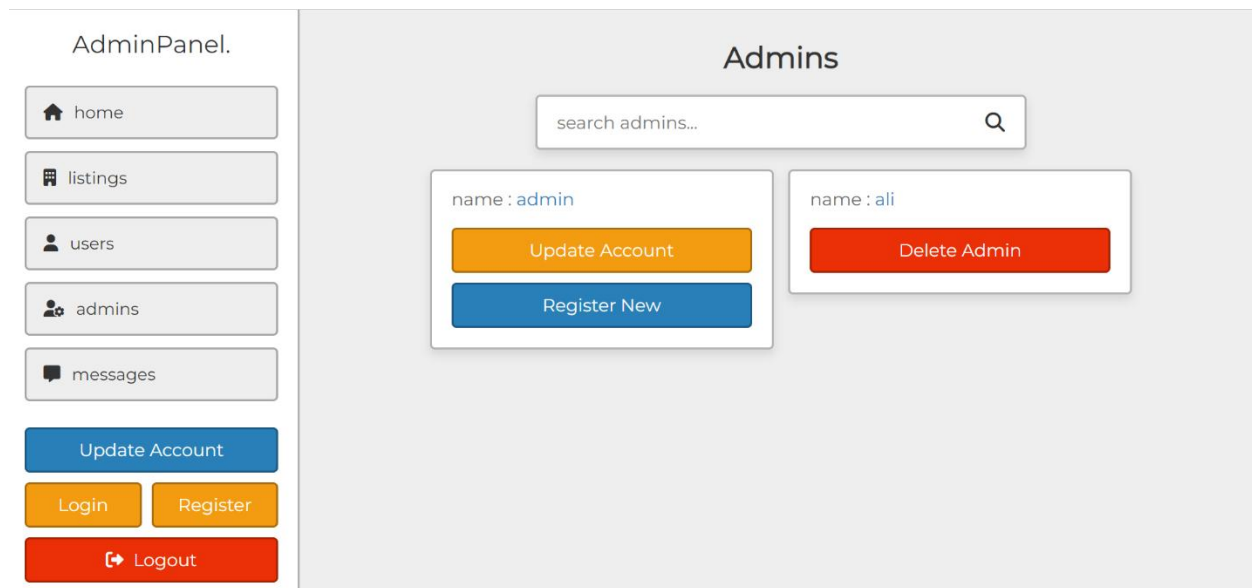 AdminPanel.
home
listings
users
admins
messages
Update Account
Login
Register
Logout
Admins
search admins...
name : admin
Update Account
Register New
name : ali
Delete Admin